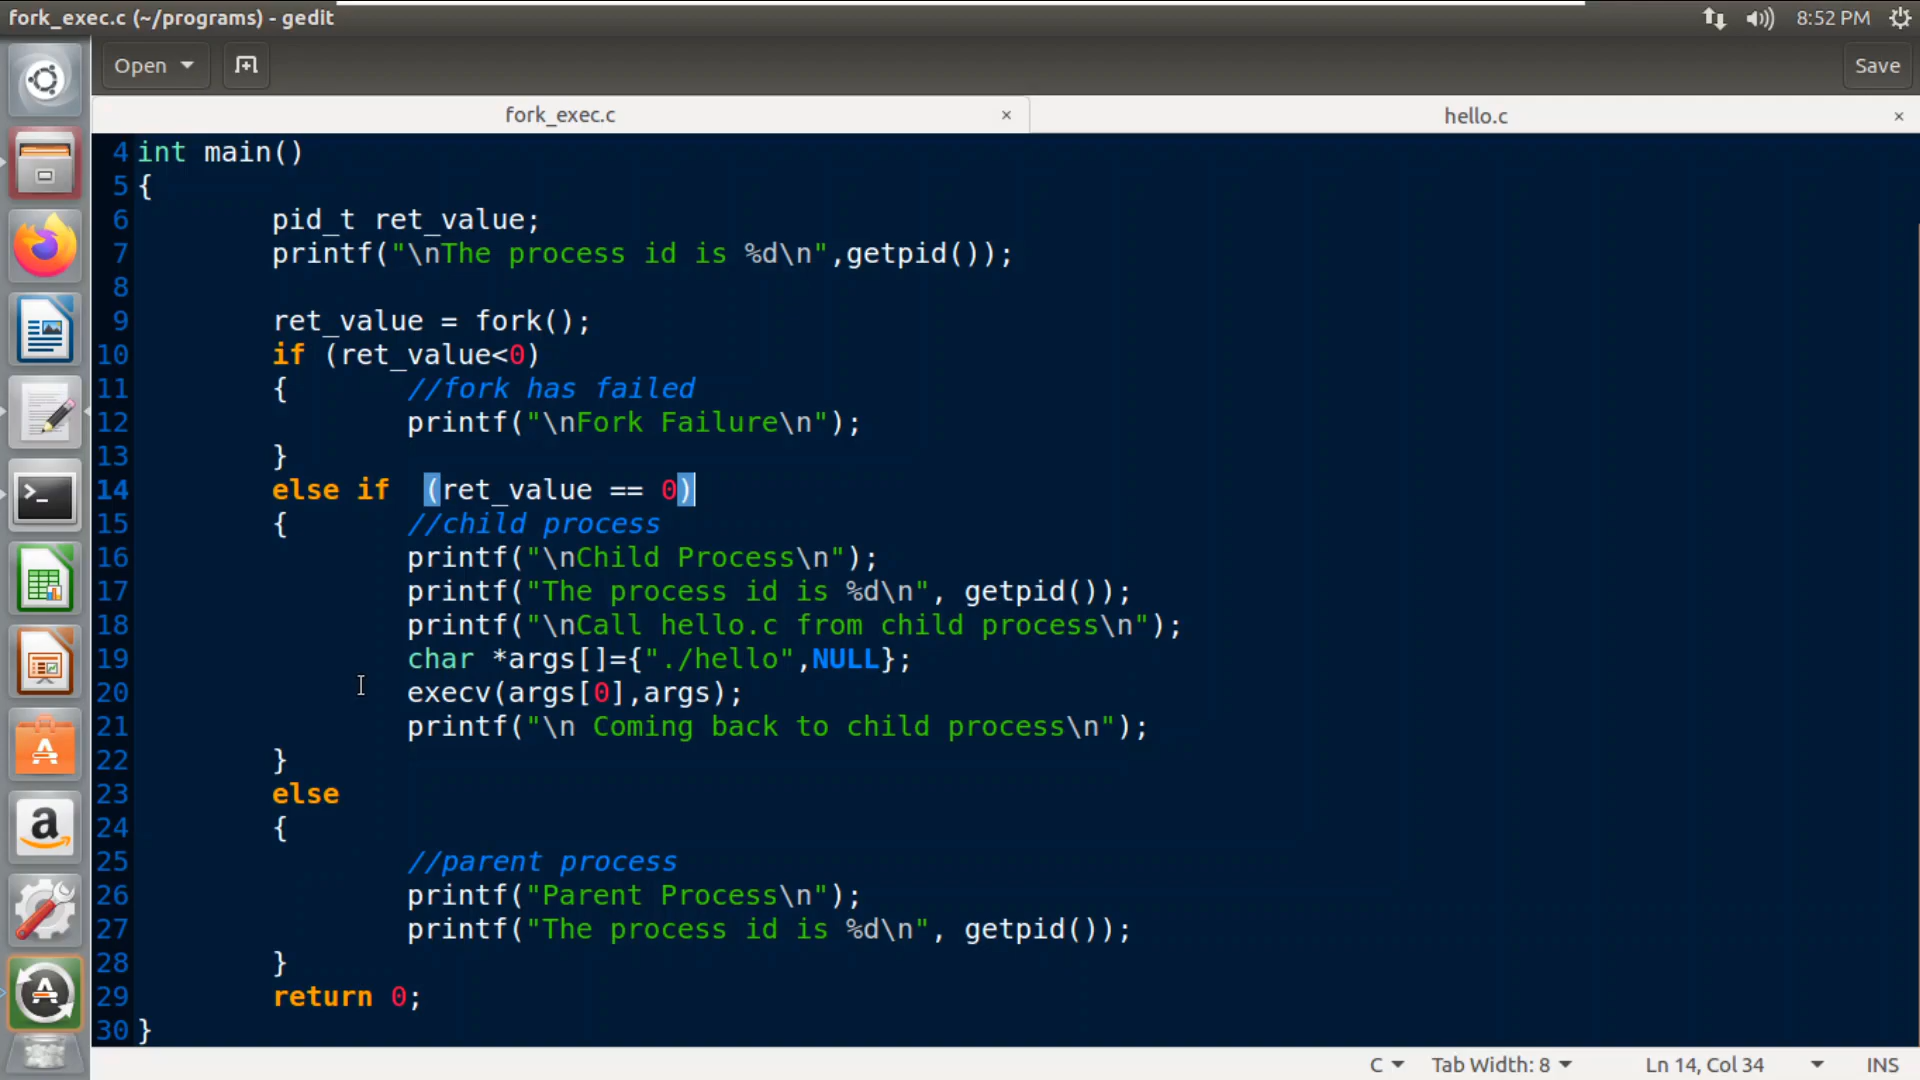 fork_exec.c (~/programs) - gedit
8:52 PM
Open
Save
fork_exec.c ×
hello.c ×
4 int main()
5 {
6 pid_t ret_value;
7 printf("\nThe process id is %d\n",getpid());
8
9 ret_value = fork();
10 if (ret_value<0)
11 { //fork has failed
12 printf("\nFork Failure\n");
13 }
14 else if (ret_value == 0)
15 { //child process
16 printf("\nChild Process\n");
17 printf("The process id is %d\n", getpid());
18 printf("\nCall hello.c from child process\n");
19 char *args[]={"./hello",NULL};
20 execv(args[0],args);
21 printf("\n Coming back to child process\n");
22 }
23 else
24 {
25 //parent process
26 printf("Parent Process\n");
27 printf("The process id is %d\n", getpid());
28 }
29 return 0;
30 }
C Tab Width: 8 Ln 14, Col 34 INS